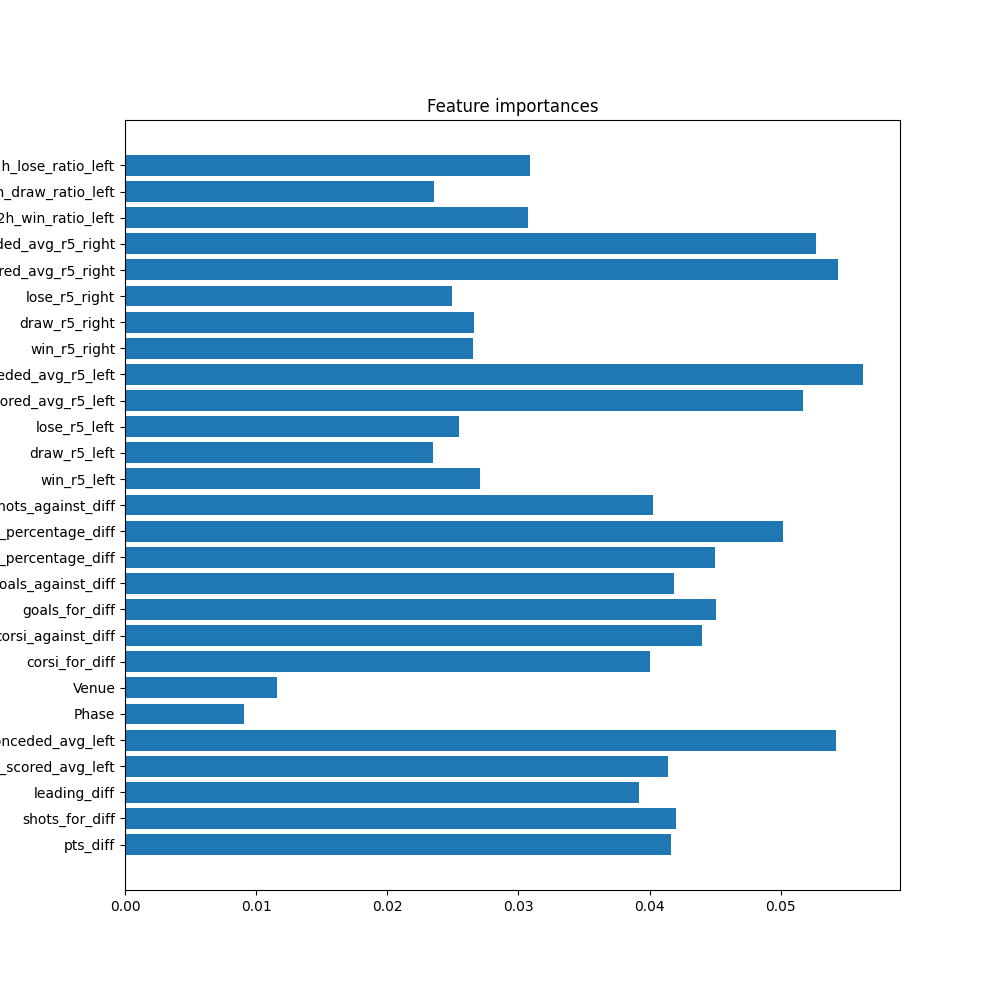 Feature importances
h_lose_ratio_left
h_draw_ratio_left
2h_win_ratio_left
ded_avg_r5_right
red_avg_r5_right
lose_r5_right
draw_r5_right
win_r5_right
eded_avg_r5_left
ored_avg_r5_left
lose_r5_left
draw_r5_left
win_r5_left
hots_against_diff
_percentage_diff
_percentage_diff
oals_against_diff
goals_for_diff
corsi_against_diff
corsi_for_diff
Venue
Phase
onceded_avg_left
_scored_avg_left
leading_diff
shots_for_diff
pts_diff
0.00 0.01 0.02 0.03 0.04 0.05